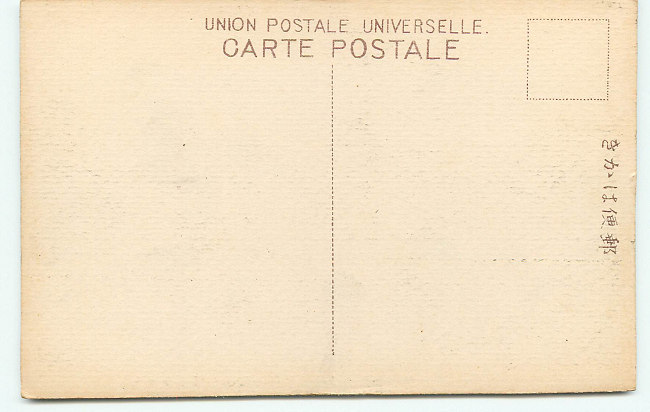 UNION POSTALE UNIVERSELLE.
CARTE POSTALE
郵便はかき